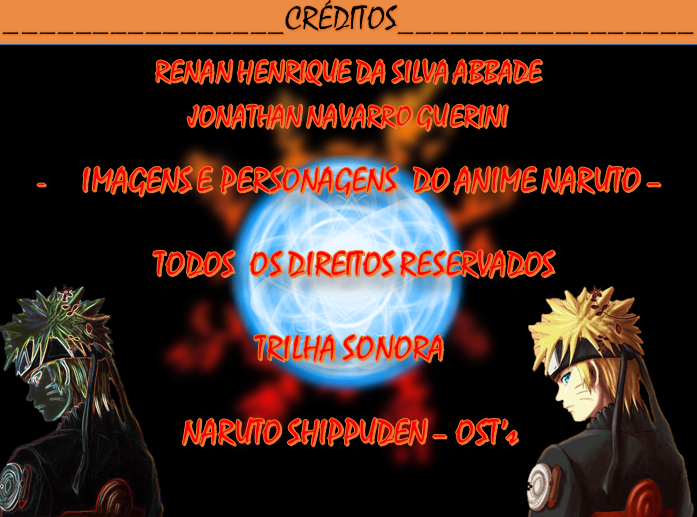 ________________CRÉDITOS_________________
RENAN HENRIQUE DA SILVA ABBADE
JONATHAN NAVARRO GUERINI
- IMAGENS E PERSONAGENS DO ANIME NARUTO –
TODOS OS DIREITOS RESERVADOS
TRILHA SONORA
NARUTO SHIPPUDEN – OST's